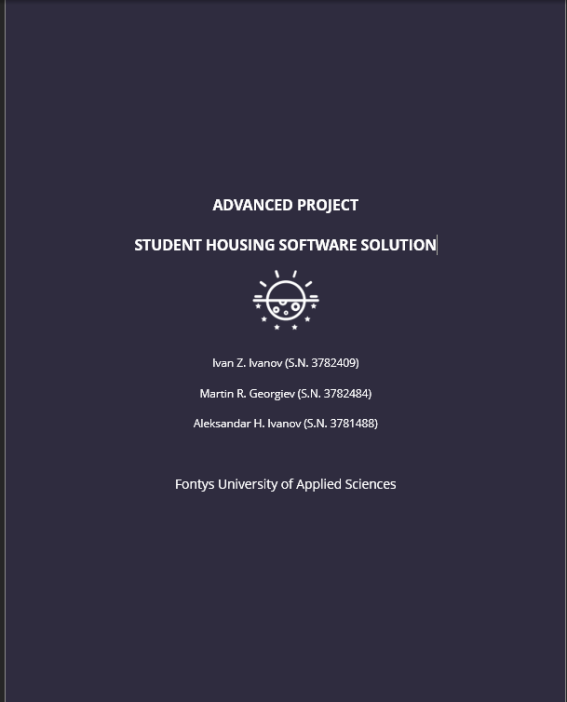 ADVANCED PROJECT
STUDENT HOUSING SOFTWARE SOLUTION
Ivan Z. Ivanov (S.N. 3782409)
Martin R. Georgiev (S.N. 3782484)
Aleksandar H. Ivanov (S.N. 3781488)
Fontys University of Applied Sciences